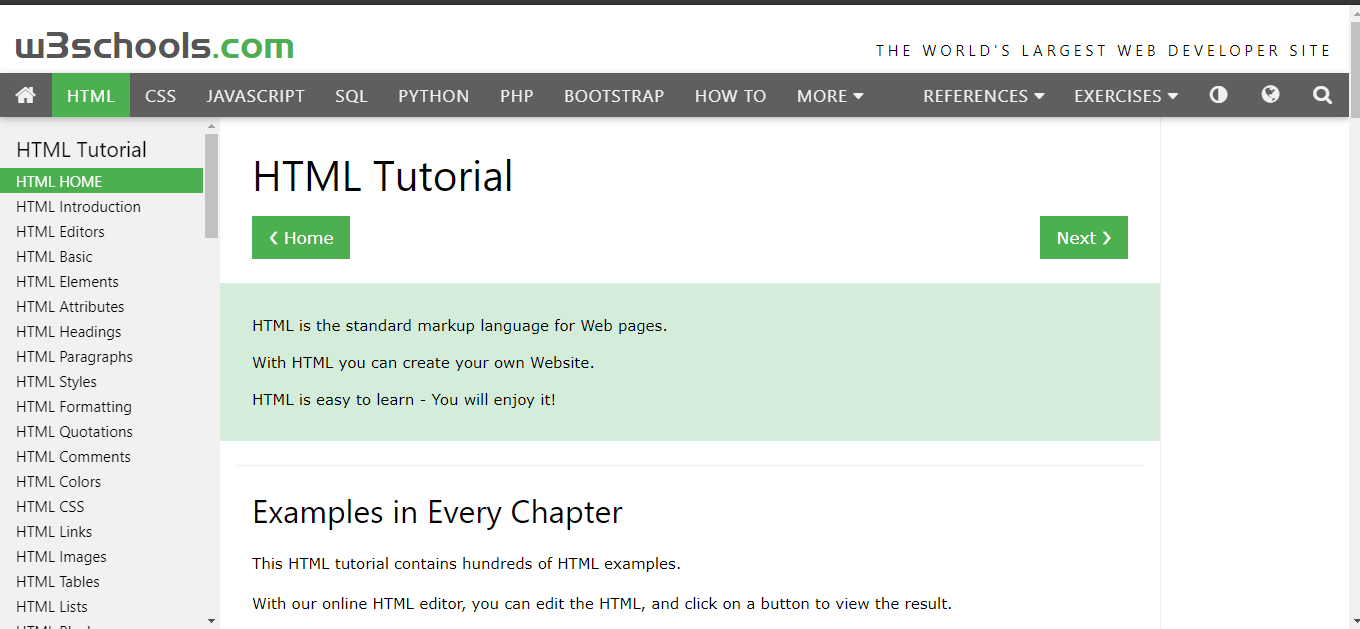 w3schools.com
THE WORLD'S LARGEST WEB DEVELOPER SITE
HTML CSS JAVASCRIPT SQL PYTHON PHP BOOTSTRAP HOW TO MORE REFERENCES EXERCISES
HTML Tutorial
HTML HOME
HTML Introduction
HTML Editors
HTML Basic
HTML Elements
HTML Attributes
HTML Headings
HTML Paragraphs
HTML Styles
HTML Formatting
HTML Quotations
HTML Comments
HTML Colors
HTML CSS
HTML Links
HTML Images
HTML Tables
HTML Lists
HTML Tutorial
❮ Home
Next ❯
HTML is the standard markup language for Web pages.
With HTML you can create your own Website.
HTML is easy to learn - You will enjoy it!
Examples in Every Chapter
This HTML tutorial contains hundreds of HTML examples.
With our online HTML editor, you can edit the HTML, and click on a button to view the result.